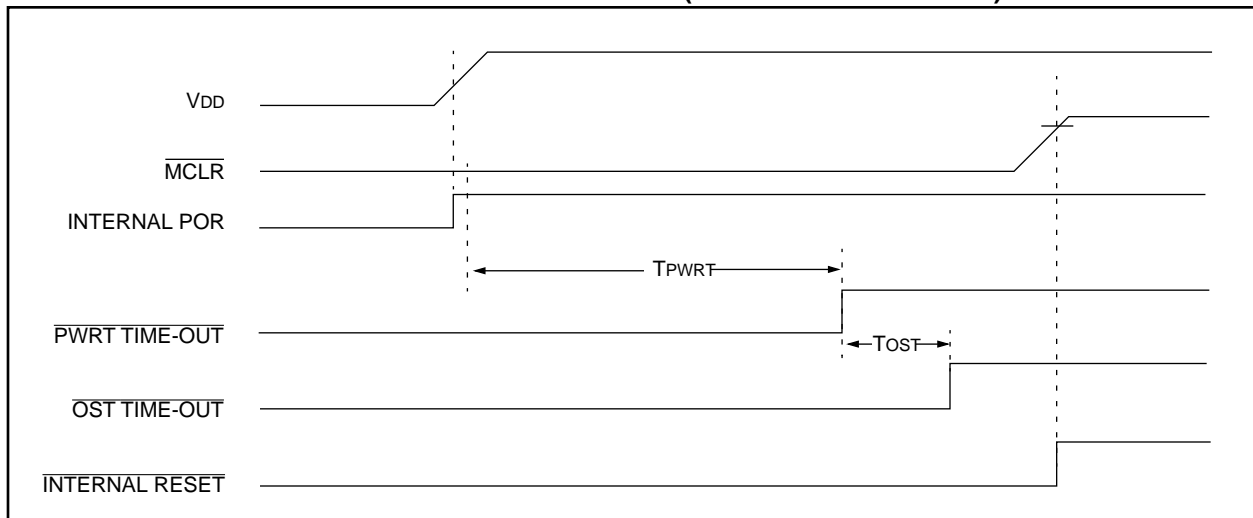 VDD
MCLR
INTERNAL POR
TPWRT
PWRT TIME-OUT
TOST
OST TIME-OUT
INTERNAL RESET